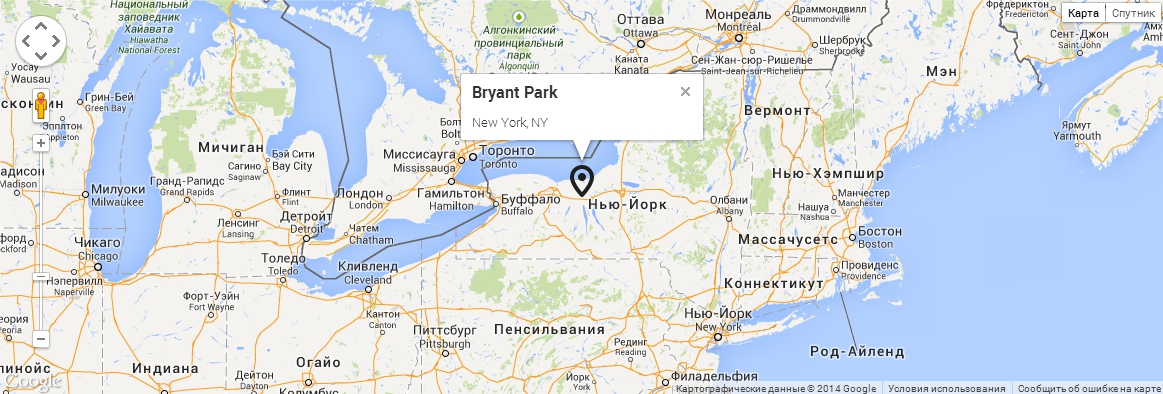 Национальный
заповедник
Хайавата
Hiawatha
National Forest
Алгонкинский
провинциальный
парк
Algonquin
Оттава
Ottawa
Каната
Kanata
Монреаль
Montréal
Драммондвилл
Drummondville
Шербрук
Sherbrooke
Сен-Жан-сюр-Ришелье
Saint-Jean-sur-Richelieu
Фредериктон
Fredericton
Сент-Джон
Saint John
Карта
Спутник
Мэн
Ярмут
Yarmouth
Bryant Park
×
New York, NY
Уосау
Wausau
Грин-Бей
Green Bay
Эпплтон
Appleton
Мичиган
Бэй Сити
Bay City
Сагино
Saginaw
Миссисауга
Mississauga
Торонто
Toronto
Гамильтон
Hamilton
Вермонт
Нью-Хэмпшир
Манчестер
Manchester
Нашуа
Nashua
Милуоки
Milwaukee
Гранд-Рапидс
Grand Rapids
Флинт
Flint
Лэнсинг
Lansing
Лондон
London
Детройт
Detroit
Чатем
Chatham
Буффало
Buffalo
Нью-Йорк
Олбани
Albany
Массачусетс
Бостон
Boston
Провиденс
Providence
Коннектикут
Чикаго
Chicago
Нэпервилл
Naperville
Толедо
Toledo
Кливленд
Cleveland
Форт-Уэйн
Fort Wayne
Кантон
Canton
Питтсбург
Pittsburgh
Пенсильвания
Нью-Йорк
New York
Род-Айленд
Рединг
Reading
Огайо
Индиана
Дейтон
Dayton
Колумбус
Йорк
York
Филадельфия
Google
Картографические данные © 2014 Google
Условия использования
Сообщить об ошибке на карте